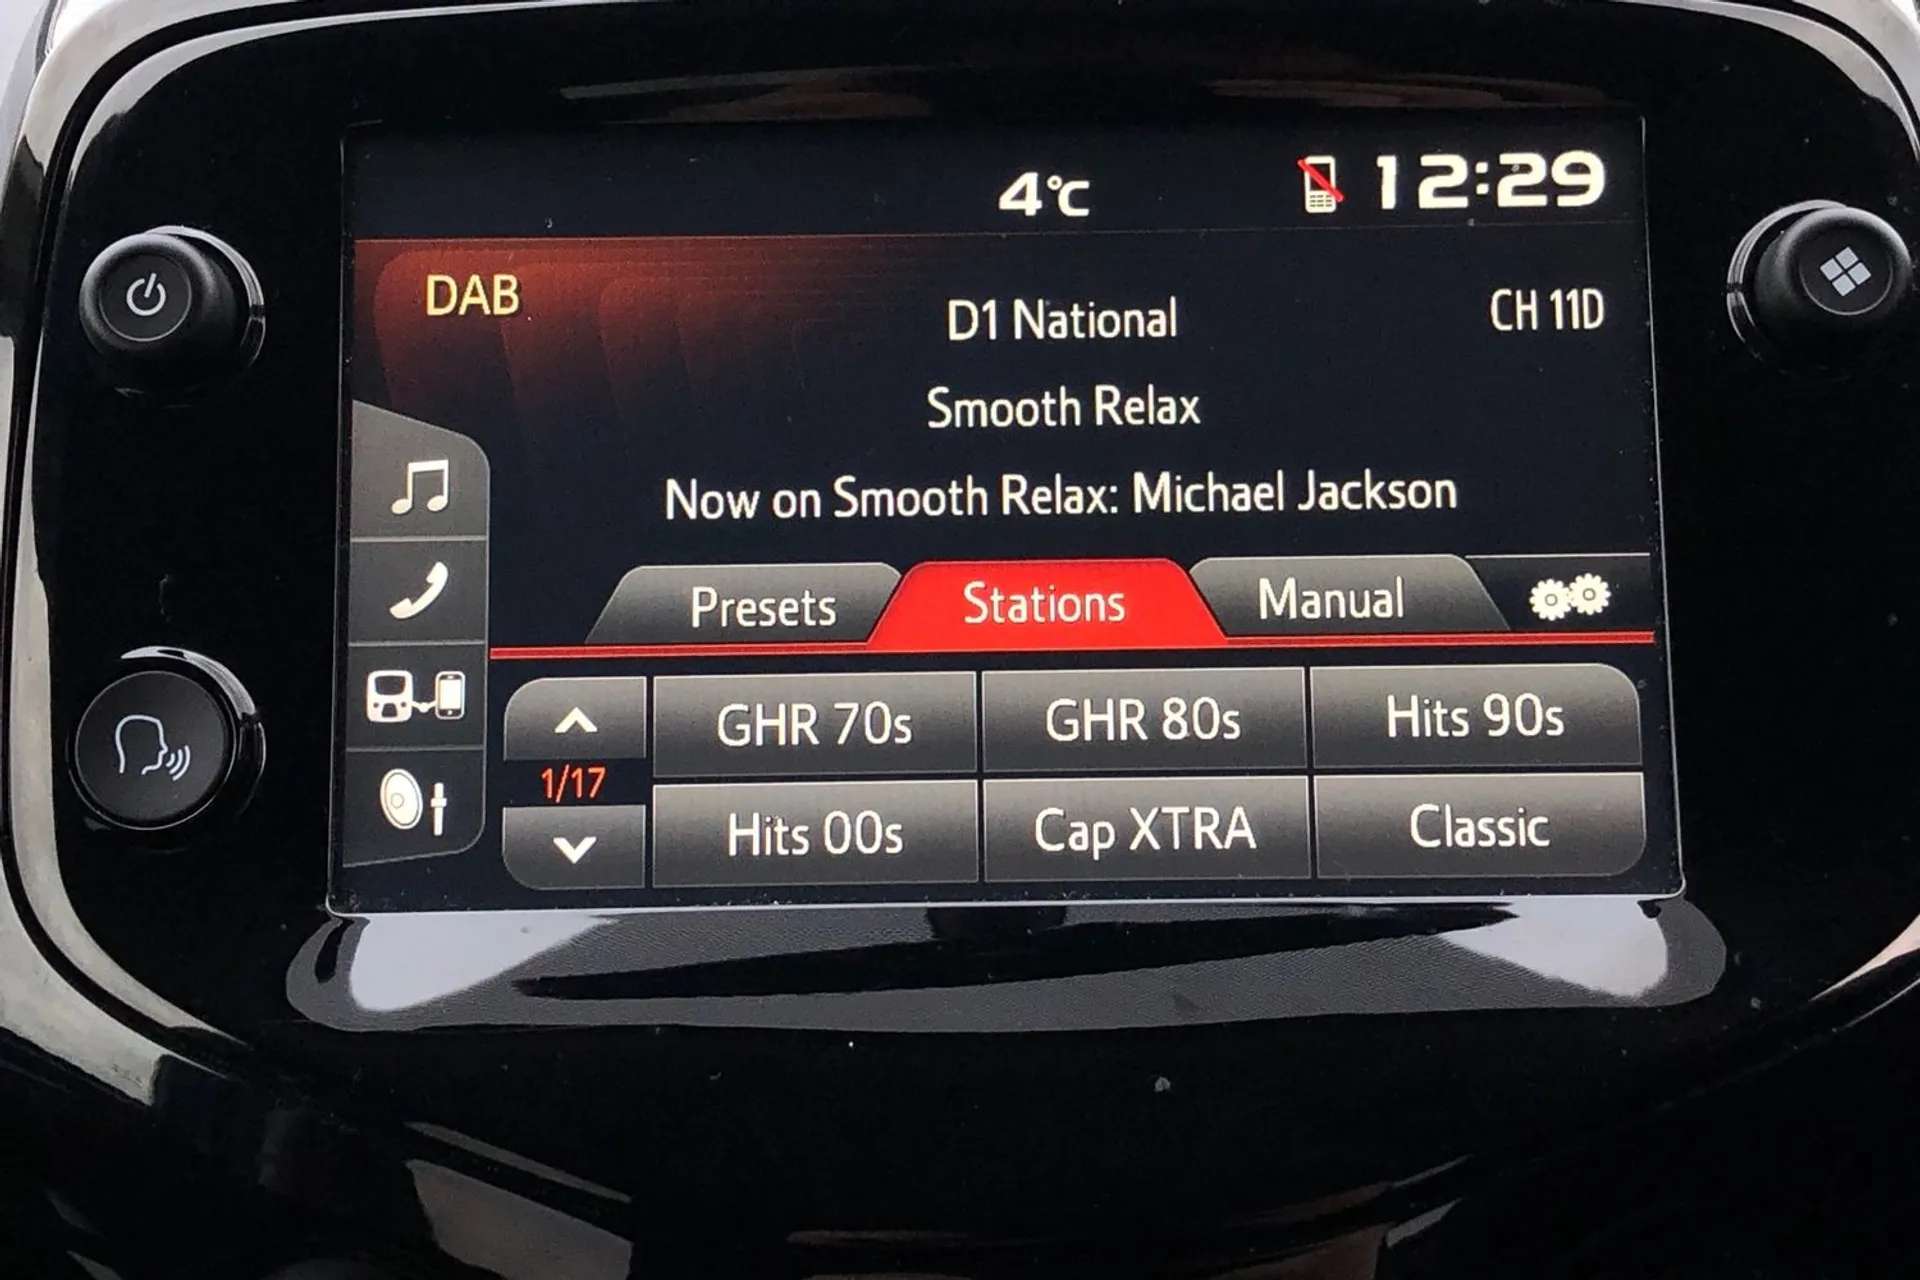 4°C 12:29
DAB
D1 National
CH 11D
Smooth Relax
Now on Smooth Relax: Michael Jackson
Presets Stations Manual
GHR 70s GHR 80s Hits 90s
1/17
Hits 00s Cap XTRA Classic